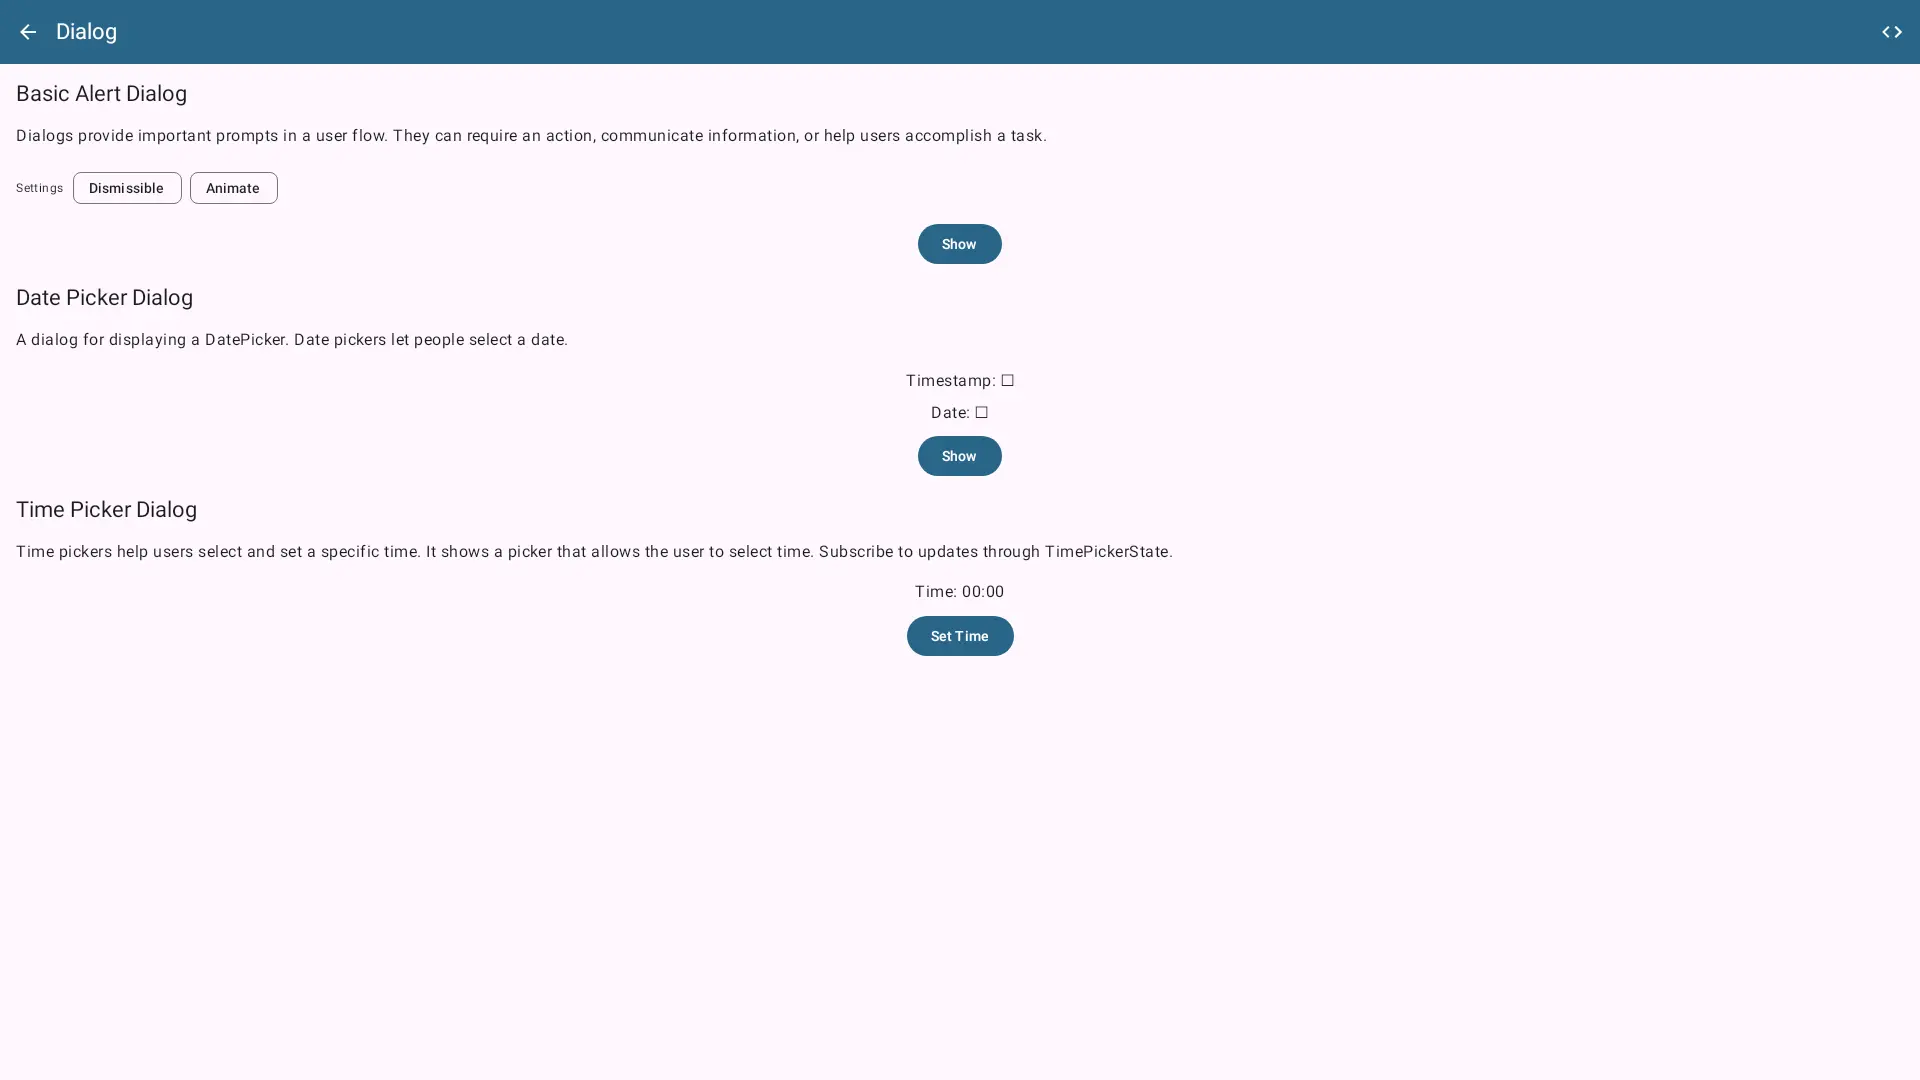 Dialog
Basic Alert Dialog
Dialogs provide important prompts in a user flow. They can require an action, communicate information, or help users accomplish a task.
Settings Dismissible Animate
Show
Date Picker Dialog
A dialog for displaying a DatePicker. Date pickers let people select a date.
Timestamp: ☐
Date: ☐
Show
Time Picker Dialog
Time pickers help users select and set a specific time. It shows a picker that allows the user to select time. Subscribe to updates through TimePickerState.
Time: 00:00
Set Time